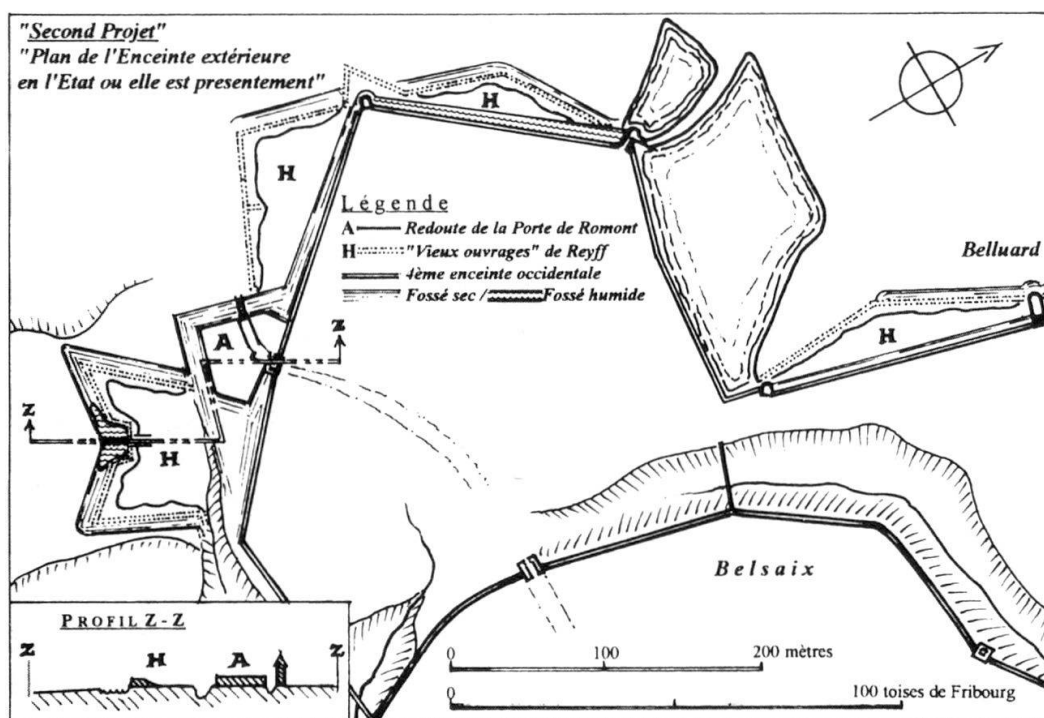 "Second Projet"
"Plan de l'Enceinte extérieure
en l'Etat ou elle est presentement"
H
H
Légende
A Redoute de la Porte de Romont
H "Vieux ouvrages" de Reyff
4ème enceinte occidentale
Fossé sec / Fossé humide
Belluard
H
A
Z
Z
H
Belsaix
PROFIL Z-Z
Z
H
A
Z
0
100
200 mètres
0
100 toises de Fribourg